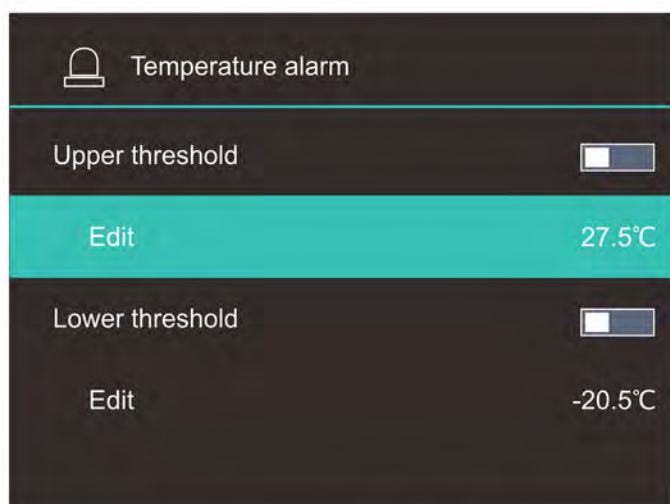 Temperature alarm
Upper threshold
Edit 27.5℃
Lower threshold
Edit -20.5℃